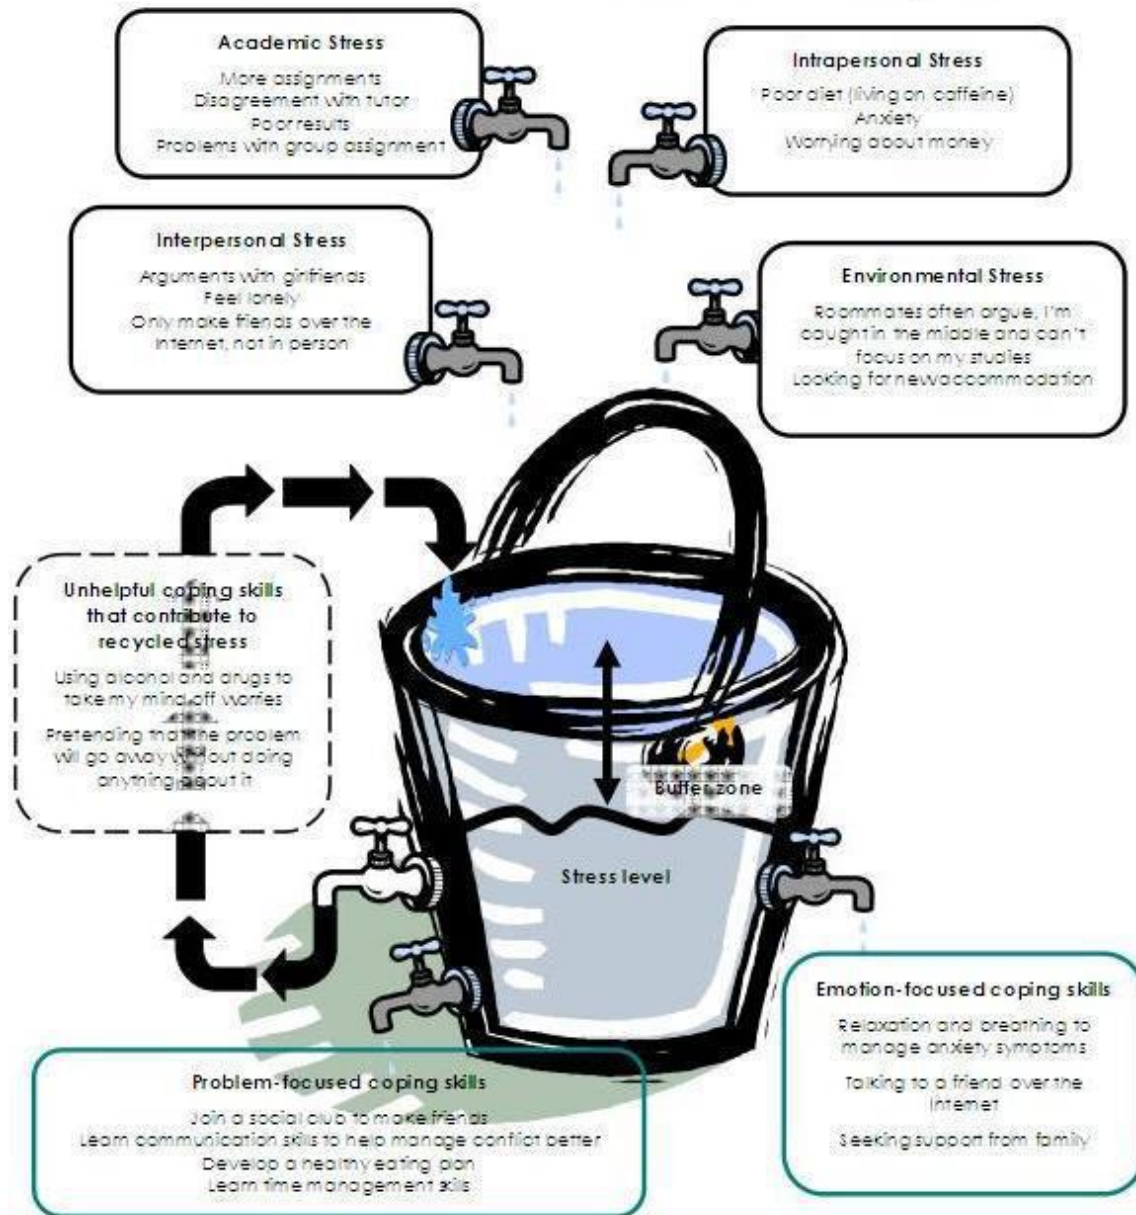 Academic Stress
More assignments
Disagreement with tutor
Poor results
Problems with group assignment
Intrapersonal Stress
Poor diet (living on caffeine)
Anxiety
Worrying about money
Interpersonal Stress
Arguments with girlfriends
Feel lonely
Only make friends over the
Internet, not in person
Environmental Stress
Roommates often argue, I'm
caught in the middle and can't
focus on my studies
Looking for new accommodation
Unhelpful coping skills
that contribute to
recycled stress
Using alcohol and drugs to
take my mind off worries
Pretending that the problem
will go away without doing
anything about it
Buffer zone
Stress level
Emotion-focused coping skills
Relaxation and breathing to
manage anxiety symptoms
Talking to a friend over the
Internet
Seeking support from family
Problem-focused coping skills
Join a social club to make friends
Learn communication skills to help manage conflict better
Develop a healthy eating plan
Learn time management skills